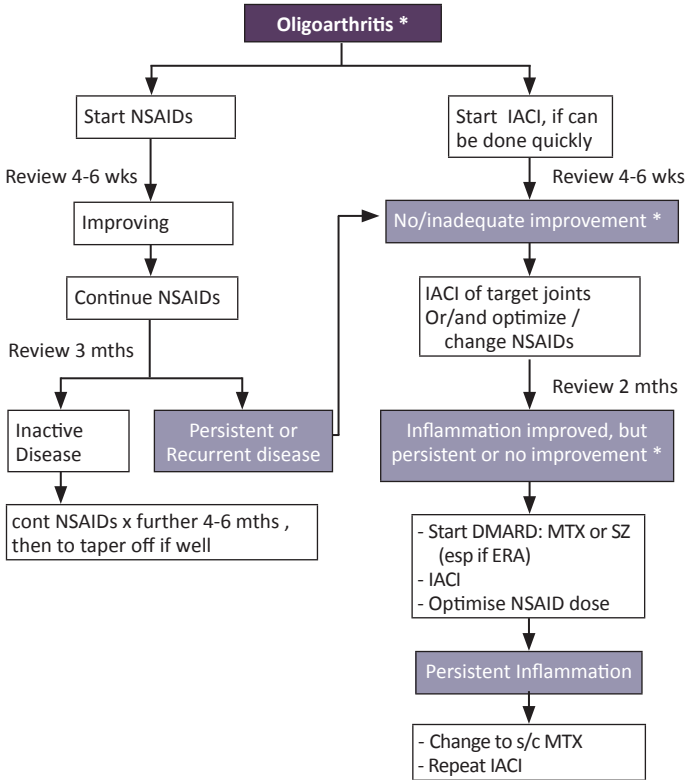 Oligoarthritis *
Start NSAIDs
Review 4-6 wks
Improving
Continue NSAIDs
Review 3 mths
Inactive
Disease
Persistent or
Recurrent disease
cont NSAIDs x further 4-6 mths ,
then to taper off if well
Start  IACI, if can
be done quickly
Review 4-6 wks
No/inadequate improvement *
IACI of target joints
Or/and optimize /
change NSAIDs
Review 2 mths
Inflammation improved, but
persistent or no improvement *
- Start DMARD: MTX or SZ
(esp if ERA)
- IACI
- Optimise NSAID dose
Persistent Inflammation
- Change to s/c MTX
- Repeat IACI